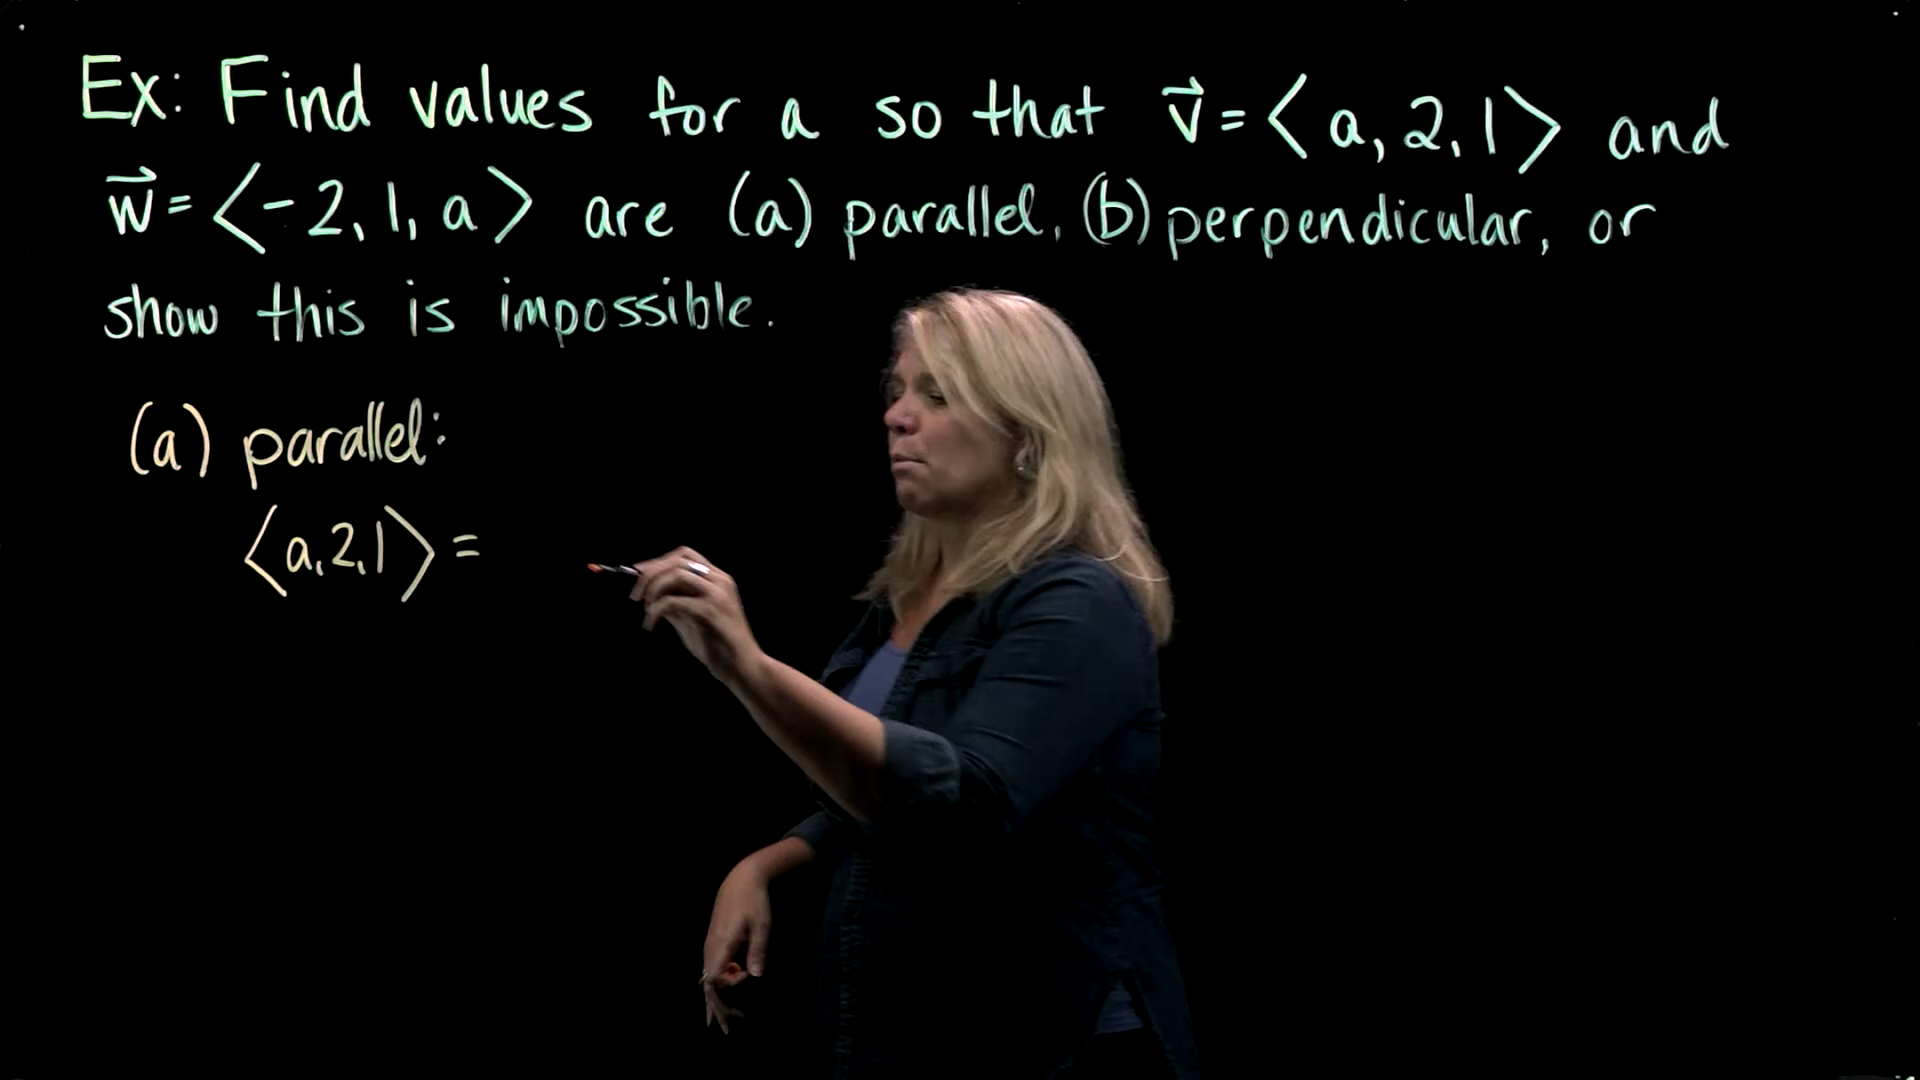 Ex: Find values for a so that v⃗ = ⟨a, 2, 1⟩ and
w⃗ = ⟨-2, 1, a⟩ are (a) parallel, (b) perpendicular, or
show this is impossible.
(a) parallel:
⟨a, 2, 1⟩ =